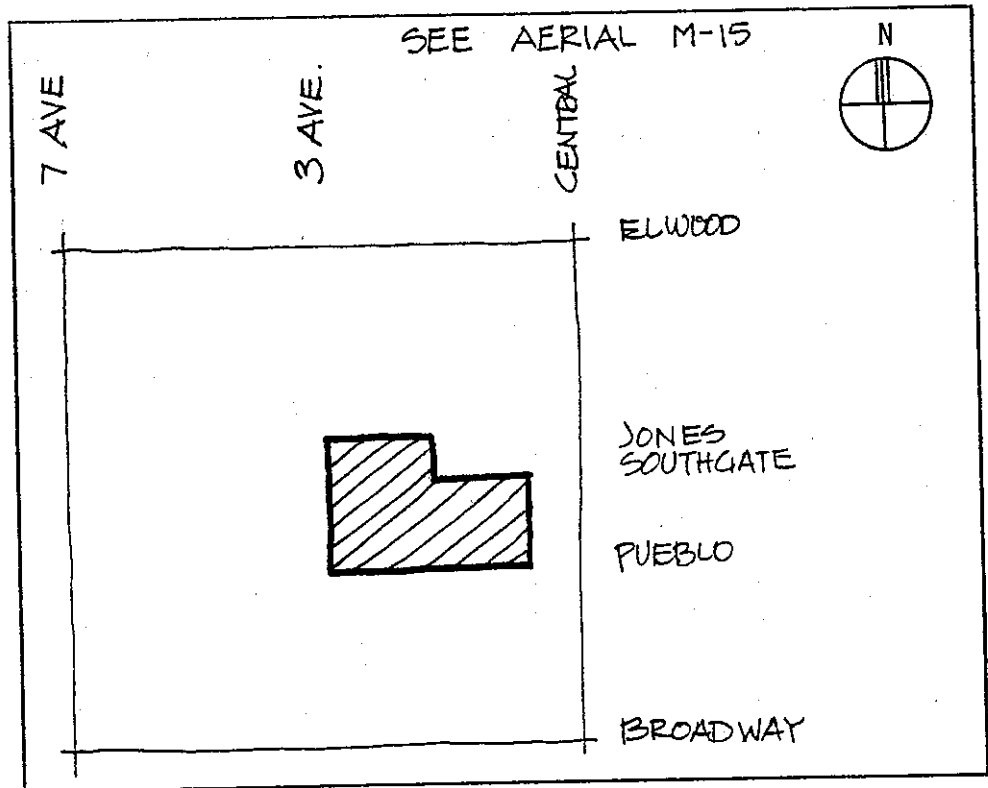 SEE AERIAL M-15
N
7 AVE
3 AVE.
CENTRAL
ELWOOD
JONES
SOUTHGATE
PUEBLO
BROADWAY